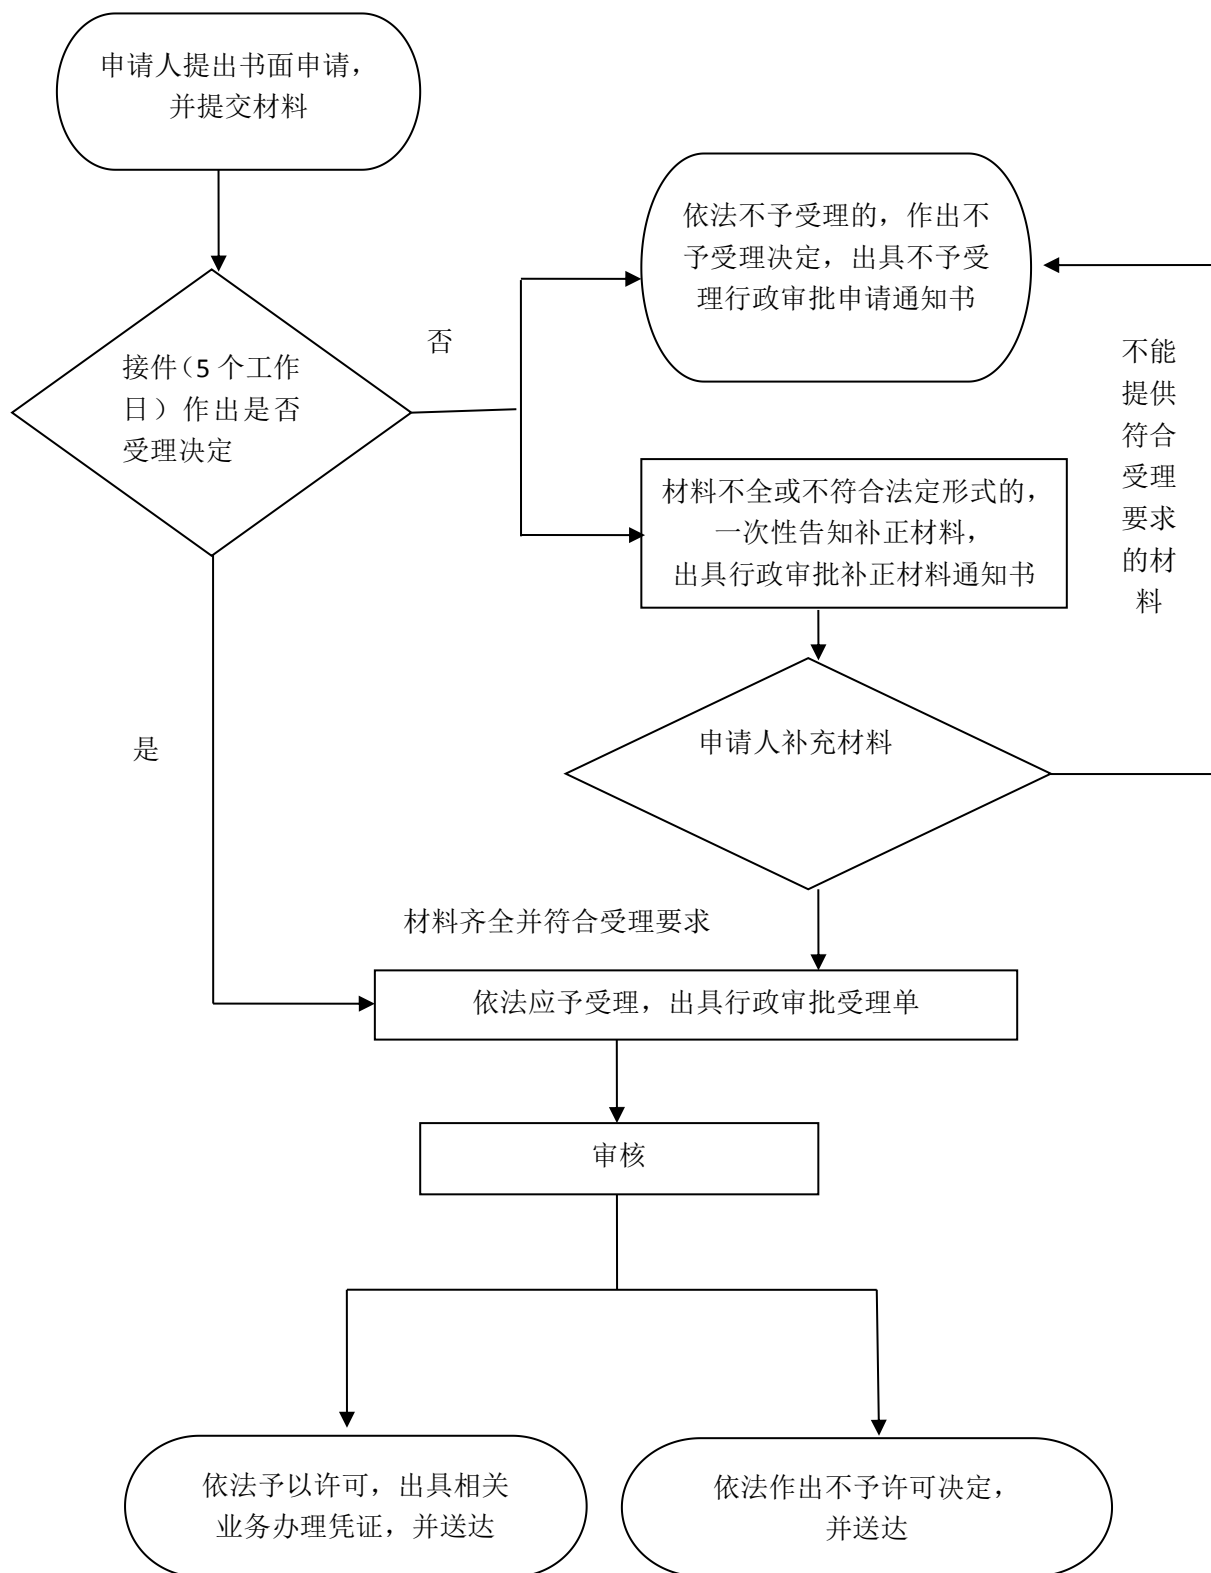 申请人提出书面申请，
并提交材料
依法不予受理的，作出不
予受理决定，出具不予受
理行政审批申请通知书
否
接件（5 个工作
日）作出是否
受理决定
不能
提供
符合
受理
要求
的材
料
材料不全或不符合法定形式的，
一次性告知补正材料，
出具行政审批补正材料通知书
是
申请人补充材料
材料齐全并符合受理要求
依法应予受理，出具行政审批受理单
审核
依法予以许可，出具相关
业务办理凭证，并送达
依法作出不予许可决定，
并送达